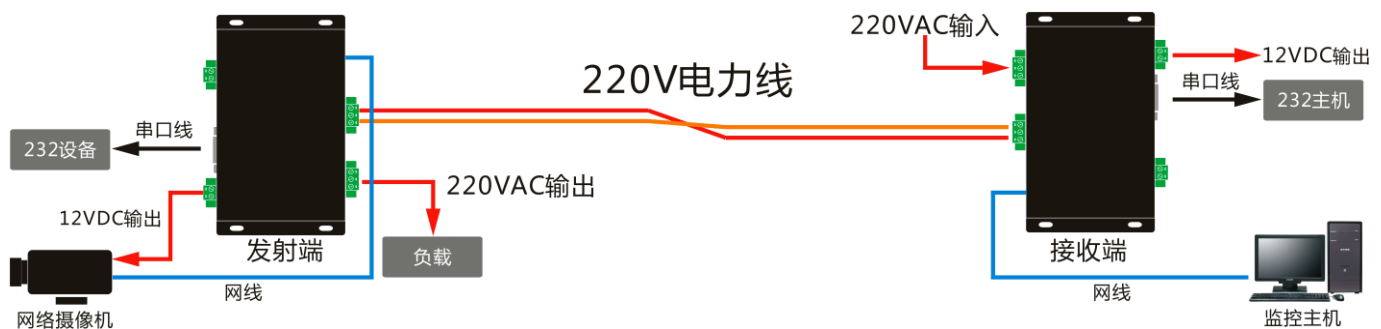 220VAC输入
12VDC输出
220V电力线
串口线
232主机
串口线
232设备
220VAC输出
12VDC输出
发射端
负载
接收端
网线
网线
网络摄像机
监控主机